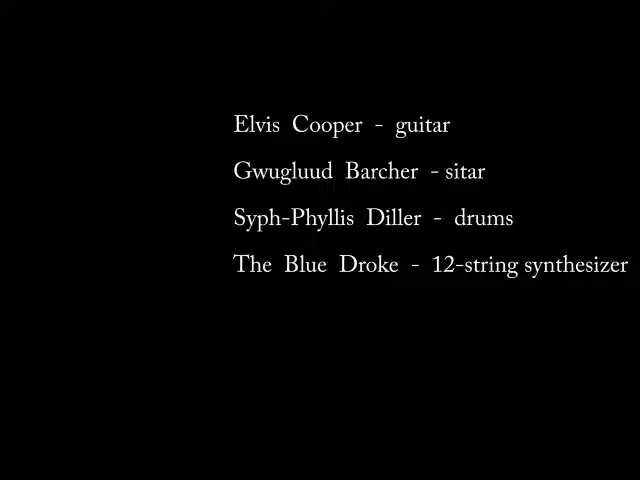 Elvis Cooper - guitar
Gwugluud Barcher - sitar
Syph-Phyllis Diller - drums
The Blue Droke - 12-string synthesizer